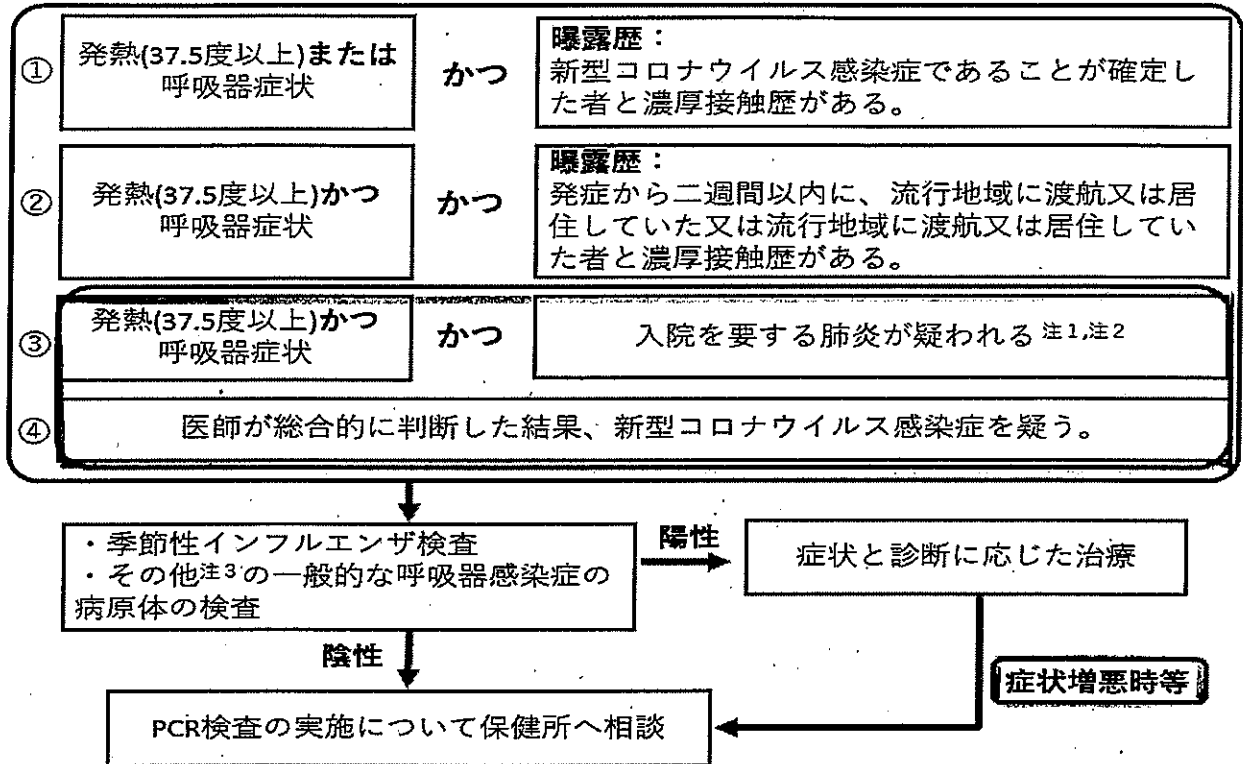 ①
発熱(37.5度以上)または
呼吸器症状
かつ
曝露歴：
新型コロナウイルス感染症であることが確定し
た者と濃厚接触歴がある。
②
発熱(37.5度以上)かつ
呼吸器症状
かつ
曝露歴：
発症から二週間以内に、流行地域に渡航又は居
住していた又は流行地域に渡航又は居住してい
た者と濃厚接触歴がある。
③
発熱(37.5度以上)かつ
呼吸器症状
かつ
入院を要する肺炎が疑われる 注1,注2
④
医師が総合的に判断した結果、新型コロナウイルス感染症を疑う。
・季節性インフルエンザ検査
・その他注3の一般的な呼吸器感染症の
病原体の検査
陽性
症状と診断に応じた治療
陰性
症状増悪時等
PCR検査の実施について保健所へ相談